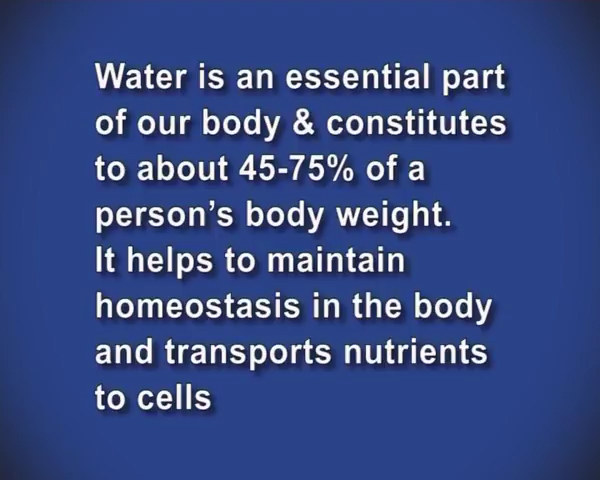 Water is an essential part
of our body & constitutes
to about 45-75% of a
person’s body weight.
It helps to maintain
homeostasis in the body
and transports nutrients
to cells